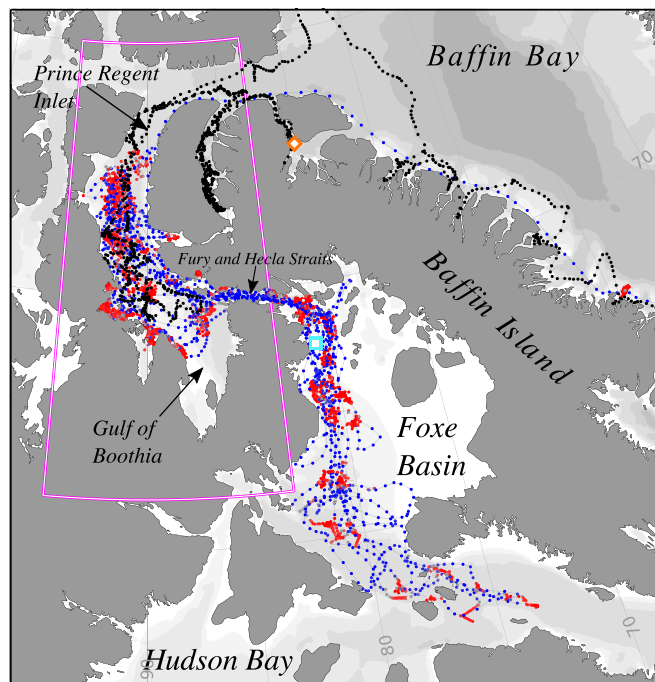 Baffin Bay
Prince Regent
Inlet
70
Fury and Hecla Straits
Baffin Island
Gulf of
Boothia
Foxe
Basin
Hudson Bay
90
80
70